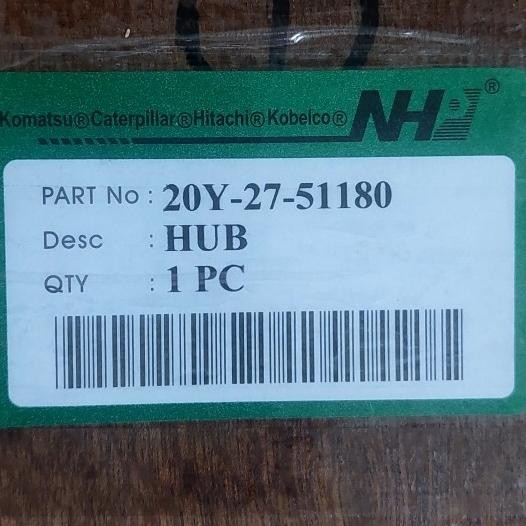 Komatsu®Caterpillar®Hitachi®Kobelco®
NH ®
PART No : 20Y-27-51180
Desc : HUB
QTY : 1 PC